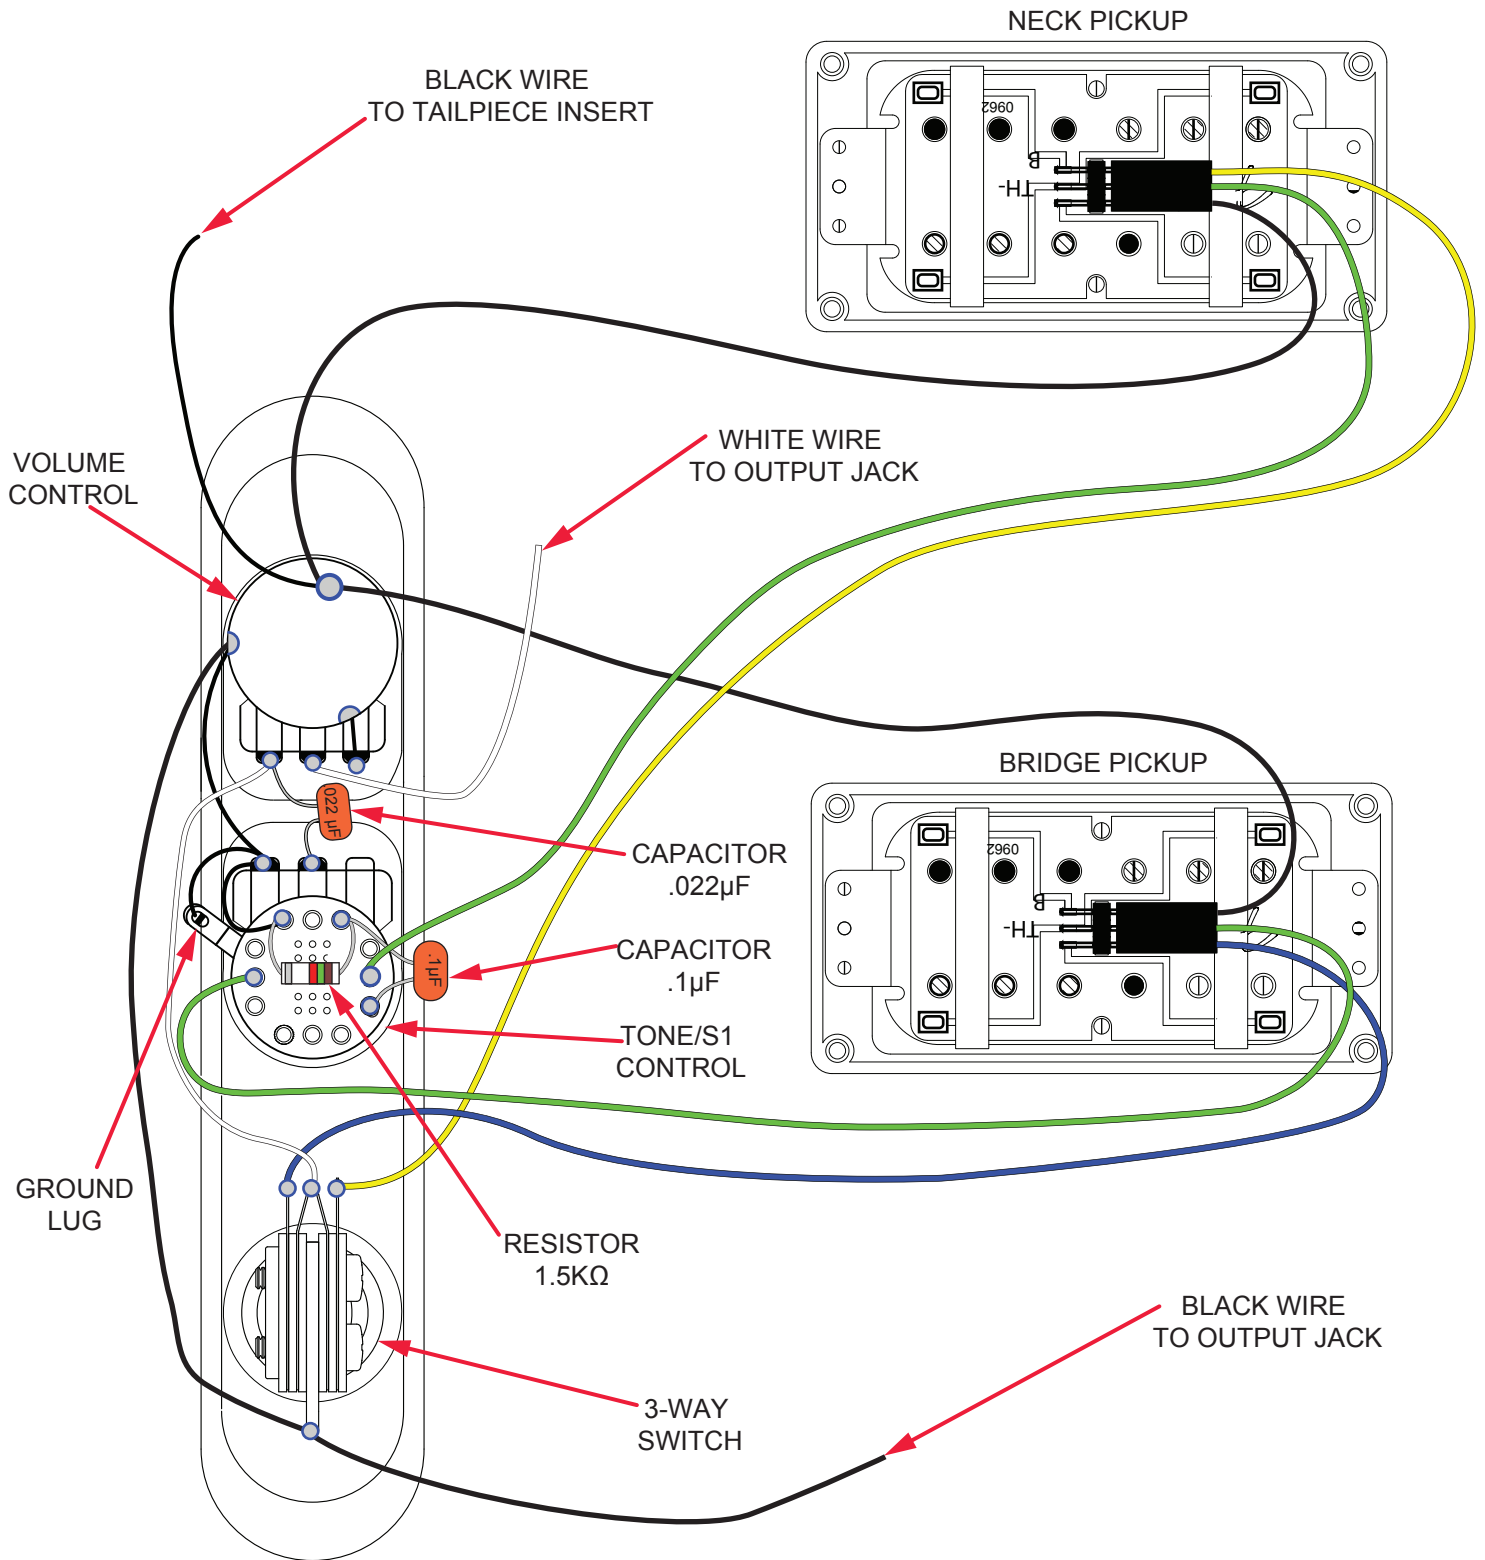 NECK PICKUP
BLACK WIRE
TO TAILPIECE INSERT
0962
R
TH-
WHITE WIRE
TO OUTPUT JACK
VOLUME
CONTROL
BRIDGE PICKUP
.022 µF
CAPACITOR
.022µF
0962
R
TH-
CAPACITOR
.1µF
.1µF
TONE/S1
CONTROL
GROUND
LUG
RESISTOR
1.5KΩ
BLACK WIRE
TO OUTPUT JACK
3-WAY
SWITCH